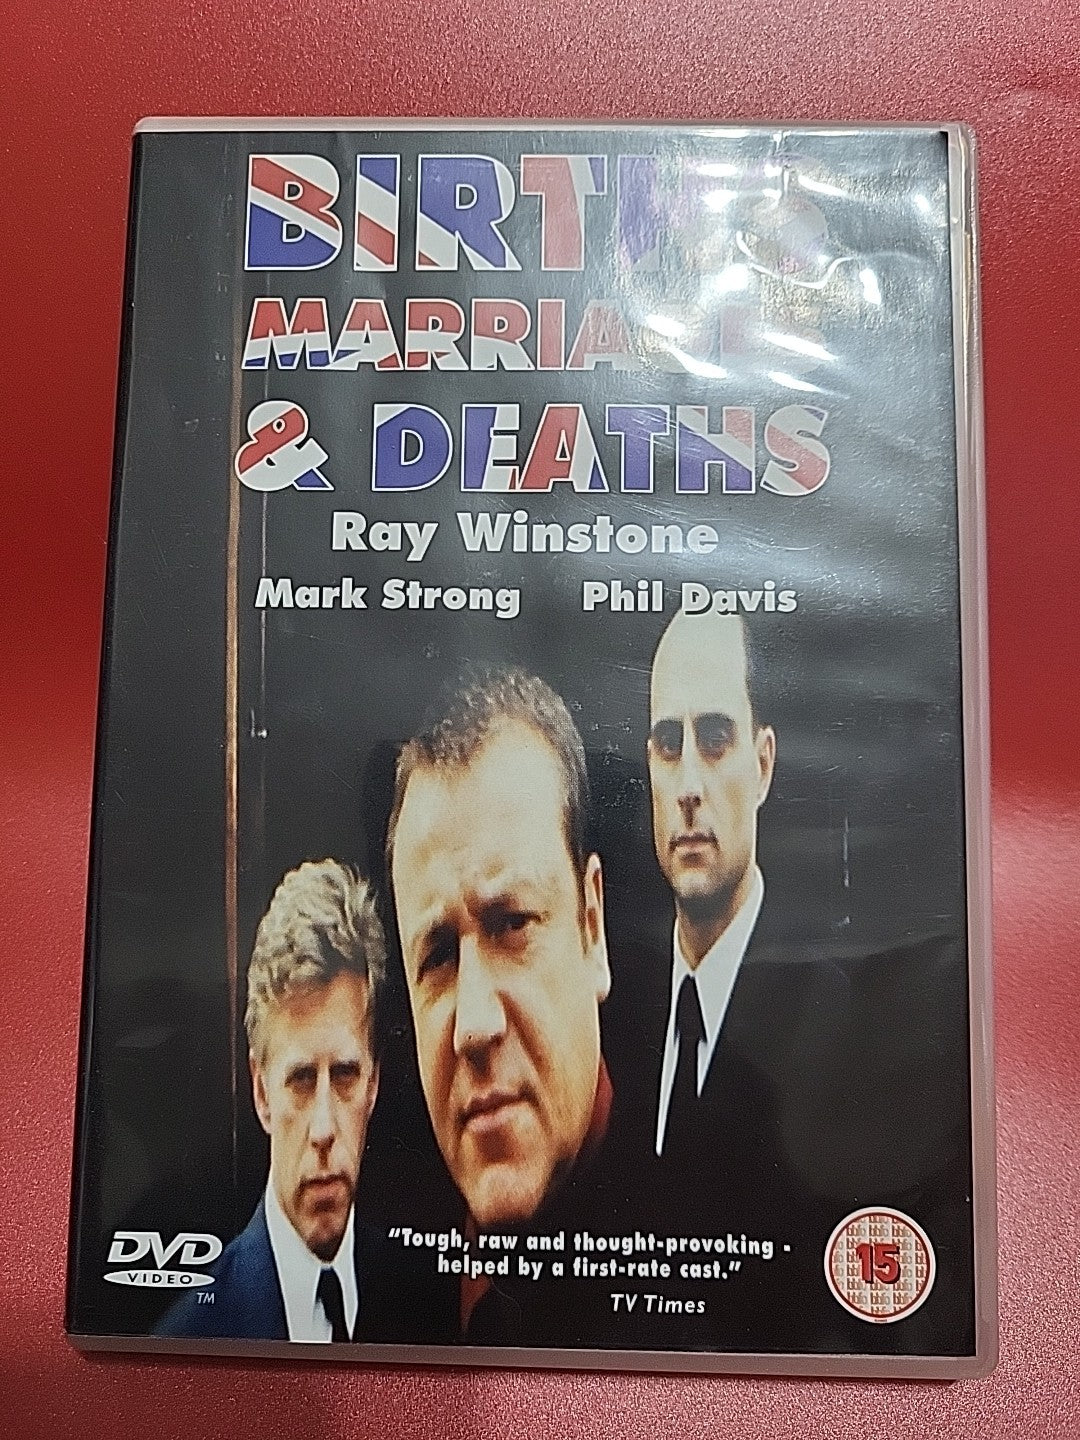 BIRTHS
MARRIAGES
& DEATHS
Ray Winstone
Mark Strong Phil Davis
"Tough, raw and thought-provoking -
helped by a first-rate cast."
TV Times
DVD
VIDEO
TM
15